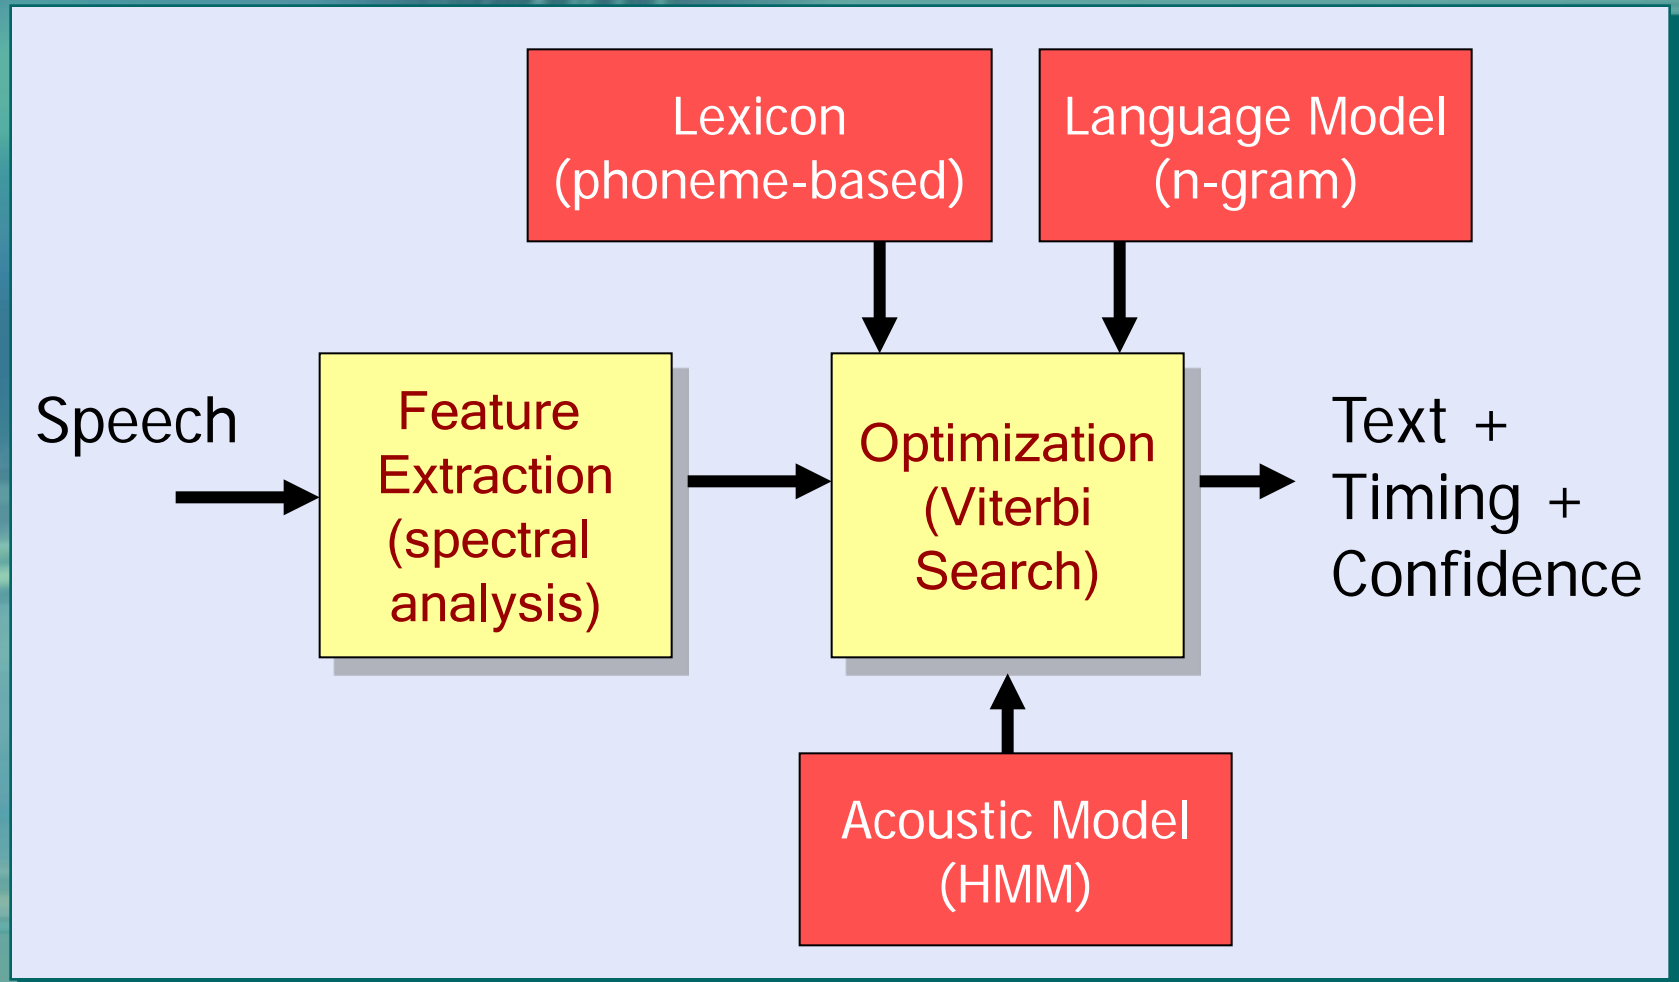 Lexicon
(phoneme-based)
Language Model
(n-gram)
Speech
Feature
Extraction
(spectral
analysis)
Optimization
(Viterbi
Search)
Text +
Timing +
Confidence
Acoustic Model
(HMM)